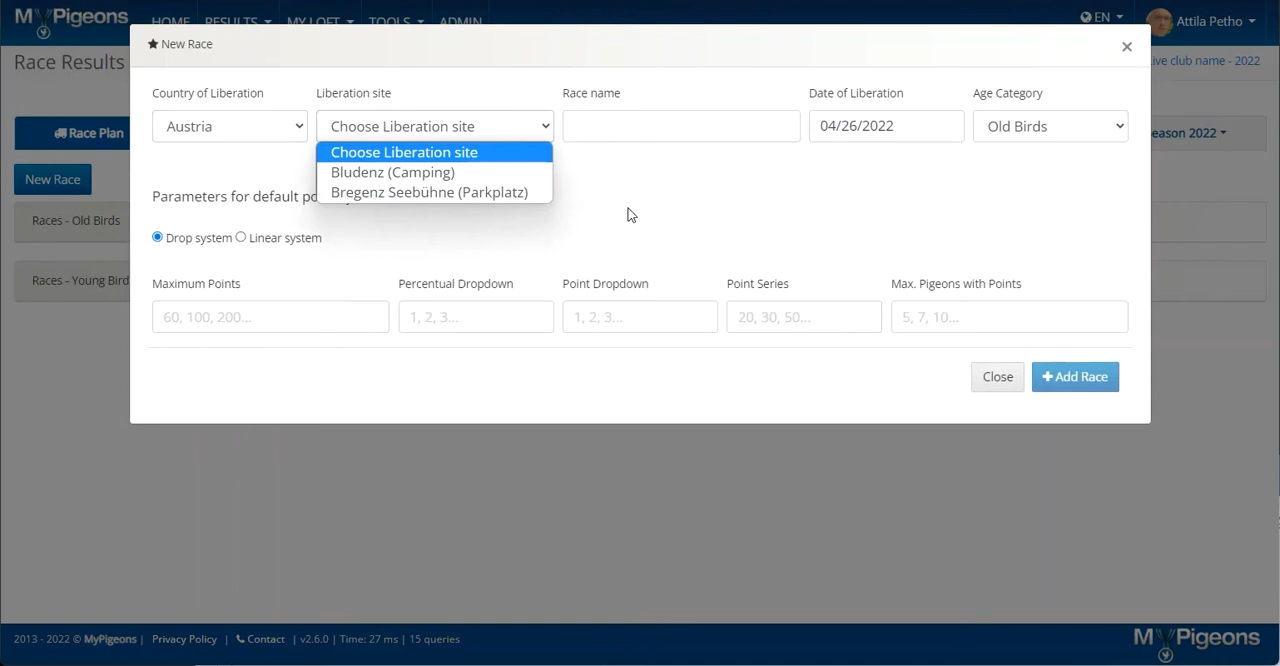 MyPigeons
HOME RESULTS MY LOFT TOOLS ADMIN
EN
Attila Petho
New Race
Race Results
club name - 2022
Country of Liberation
Liberation site
Race name
Date of Liberation
Age Category
Austria
Choose Liberation site
04/26/2022
Old Birds
Race Plan
eason 2022
Choose Liberation site
Bludenz (Camping)
New Race
Bregenz Seebühne (Parkplatz)
Parameters for default po
Races - Old Birds
Drop system
Linear system
Races - Young Bird
Maximum Points
Percentual Dropdown
Point Dropdown
Point Series
Max. Pigeons with Points
60, 100, 200...
1, 2, 3...
1, 2, 3...
20, 30, 50...
5, 7, 10...
Close
Add Race
2013 - 2022 © MyPigeons | Privacy Policy | Contact | v2.6.0 | Time: 27 ms | 15 queries
MyPigeons